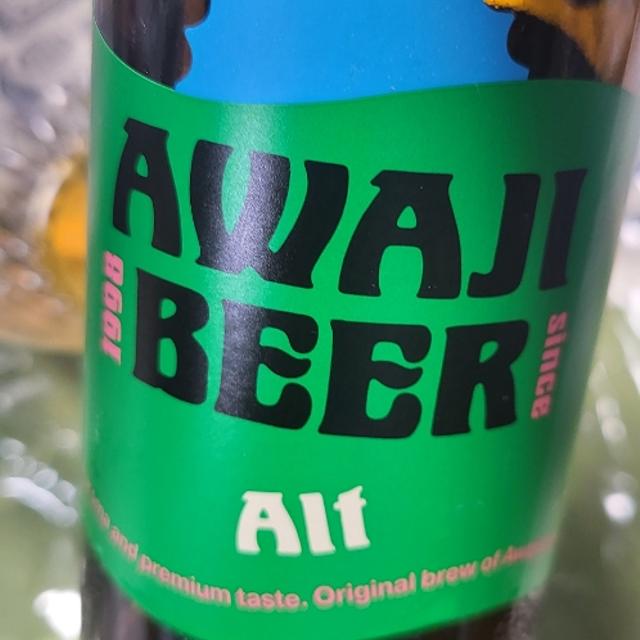 AWAJI
BEER
1998
since
Alt
and premium taste. Original brew of